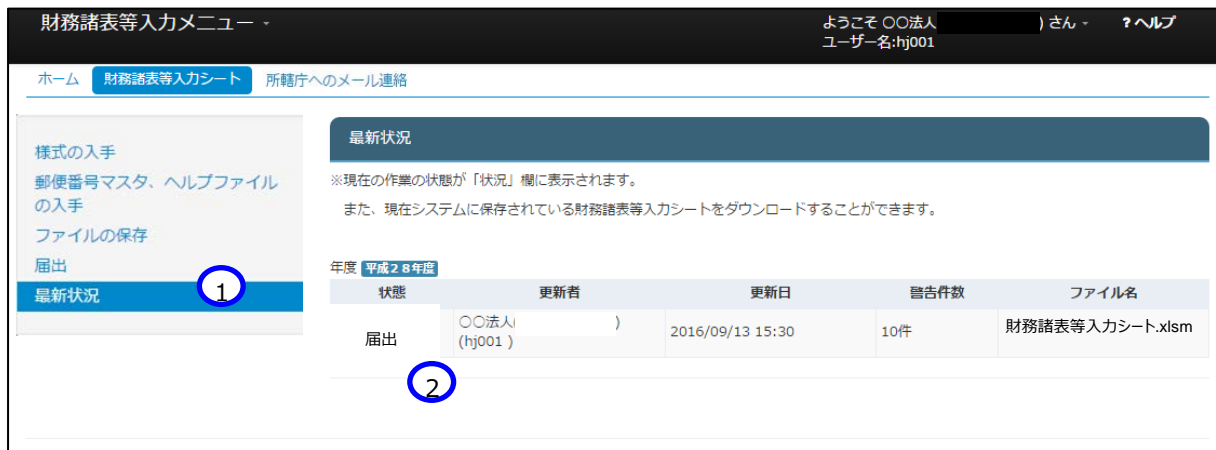 財務諸表等入力メニュー -
ようこそ 〇〇法人 ) さん - ?ヘルプ
ユーザー名:hj001
ホーム 財務諸表等入力シート 所轄庁へのメール連絡
様式の入手
郵便番号マスタ、ヘルプファイル
の入手
ファイルの保存
届出
最新状況 1
最新状況
※現在の作業の状態が「状況」欄に表示されます。
また、現在システムに保存されている財務諸表等入力シートをダウンロードすることができます。
年度 平成28年度
状態 更新者 更新日 警告件数 ファイル名
届出 〇〇法人( ) 2016/09/13 15:30 10件 財務諸表等入力シート.xlsm
(hj001 )
2